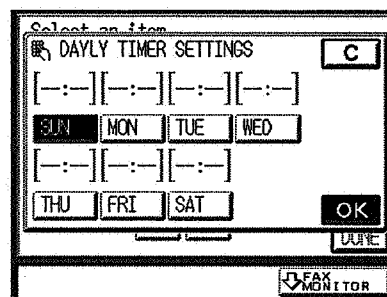 Select an item
DAYLY TIMER SETTINGS
C
[--:--][--:--][--:--][--:--]
SUN MON TUE WED
[--:--][--:--][--:--]
THU FRI SAT
OK
DONE
FAX
MONITOR